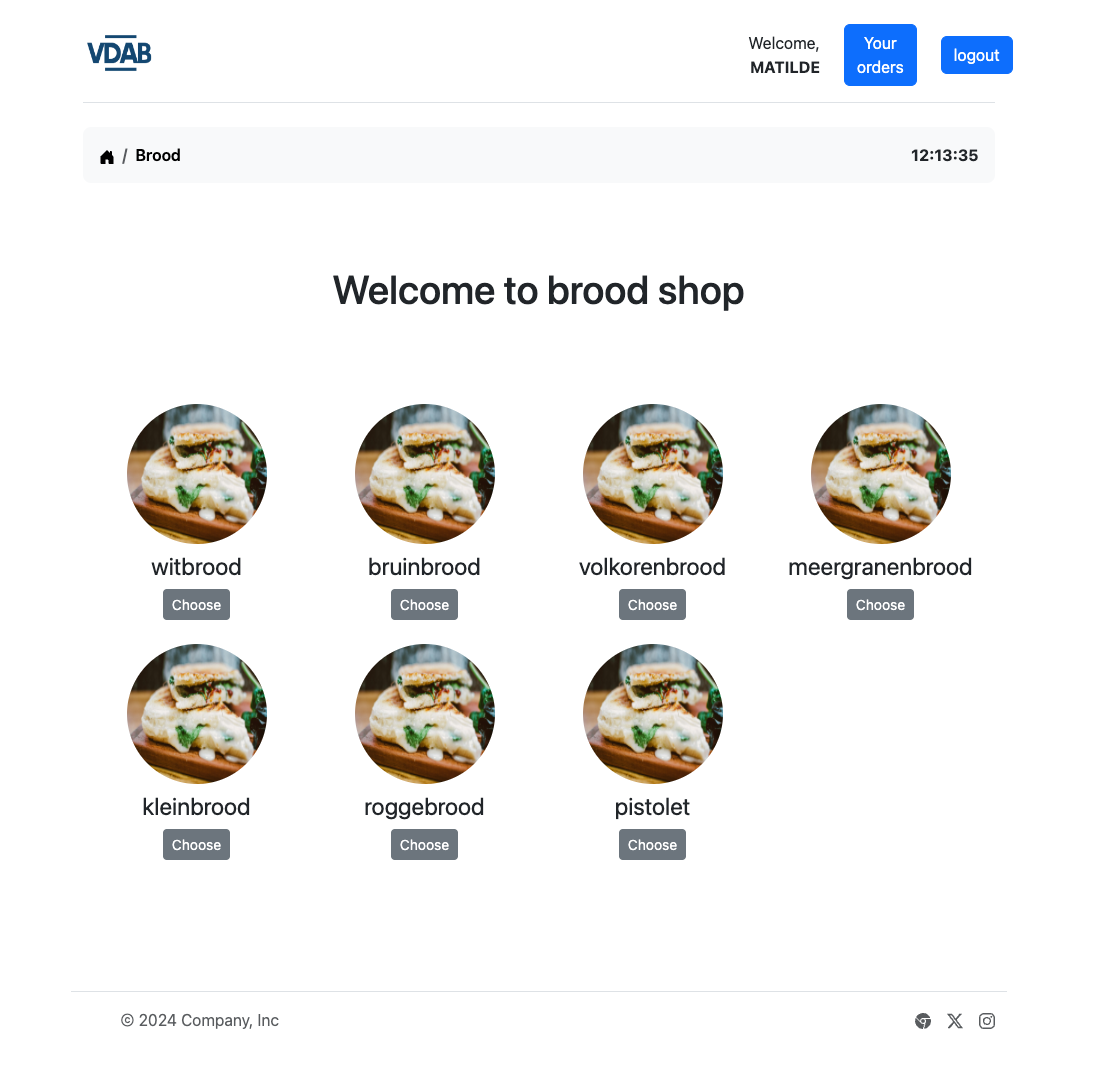 VDAB
Welcome,
MATILDE
Your
orders
logout
/ Brood
12:13:35
Welcome to brood shop
witbrood
bruinbrood
volkorenbrood
meergranenbrood
Choose
Choose
Choose
Choose
kleinbrood
roggebrood
pistolet
Choose
Choose
Choose
© 2024 Company, Inc